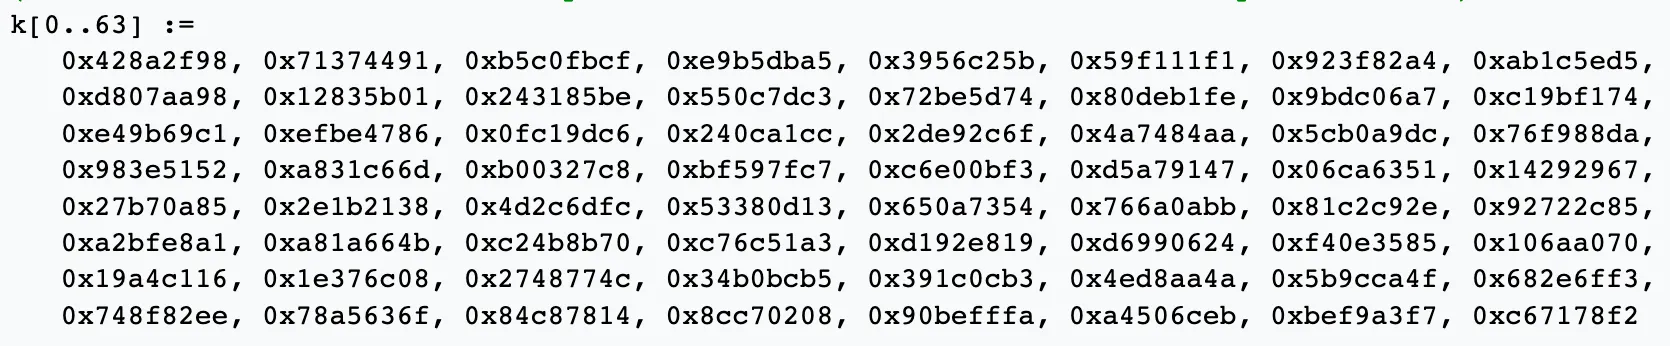 k[0..63] :=
0x428a2f98, 0x71374491, 0xb5c0fbcf, 0xe9b5dba5, 0x3956c25b, 0x59f111f1, 0x923f82a4, 0xab1c5ed5,
0xd807aa98, 0x12835b01, 0x243185be, 0x550c7dc3, 0x72be5d74, 0x80deb1fe, 0x9bdc06a7, 0xc19bf174,
0xe49b69c1, 0xefbe4786, 0x0fc19dc6, 0x240ca1cc, 0x2de92c6f, 0x4a7484aa, 0x5cb0a9dc, 0x76f988da,
0x983e5152, 0xa831c66d, 0xb00327c8, 0xbf597fc7, 0xc6e00bf3, 0xd5a79147, 0x06ca6351, 0x14292967,
0x27b70a85, 0x2e1b2138, 0x4d2c6dfc, 0x53380d13, 0x650a7354, 0x766a0abb, 0x81c2c92e, 0x92722c85,
0xa2bfe8a1, 0xa81a664b, 0xc24b8b70, 0xc76c51a3, 0xd192e819, 0xd6990624, 0xf40e3585, 0x106aa070,
0x19a4c116, 0x1e376c08, 0x2748774c, 0x34b0bcb5, 0x391c0cb3, 0x4ed8aa4a, 0x5b9cca4f, 0x682e6ff3,
0x748f82ee, 0x78a5636f, 0x84c87814, 0x8cc70208, 0x90befffa, 0xa4506ceb, 0xbef9a3f7, 0xc67178f2